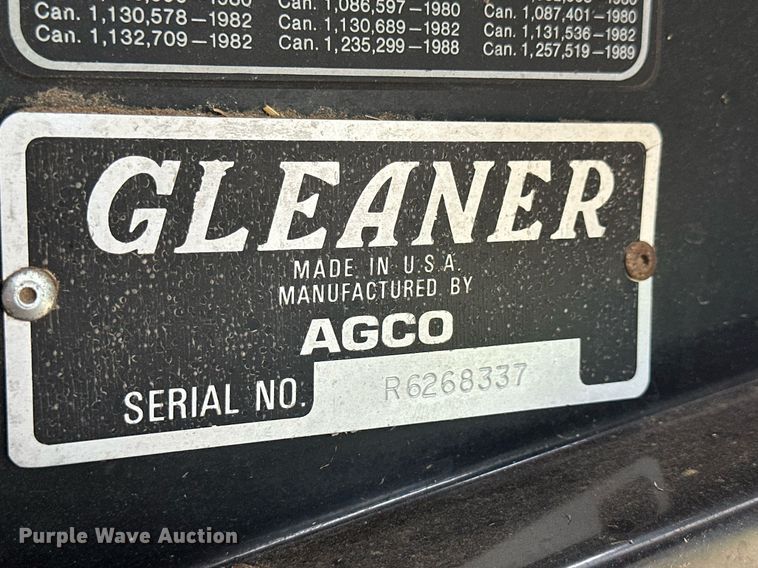 1980 Can. 1,086,597–1980 Can. 1,087,401–1980
Can. 1,130,578–1982 Can. 1,130,689–1982 Can. 1,131,536–1982
Can. 1,132,709–1982 Can. 1,235,299–1988 Can. 1,257,519–1989
GLEANER
MADE IN U.S.A.
MANUFACTURED BY
AGCO
SERIAL NO. R6268337
Purple Wave Auction